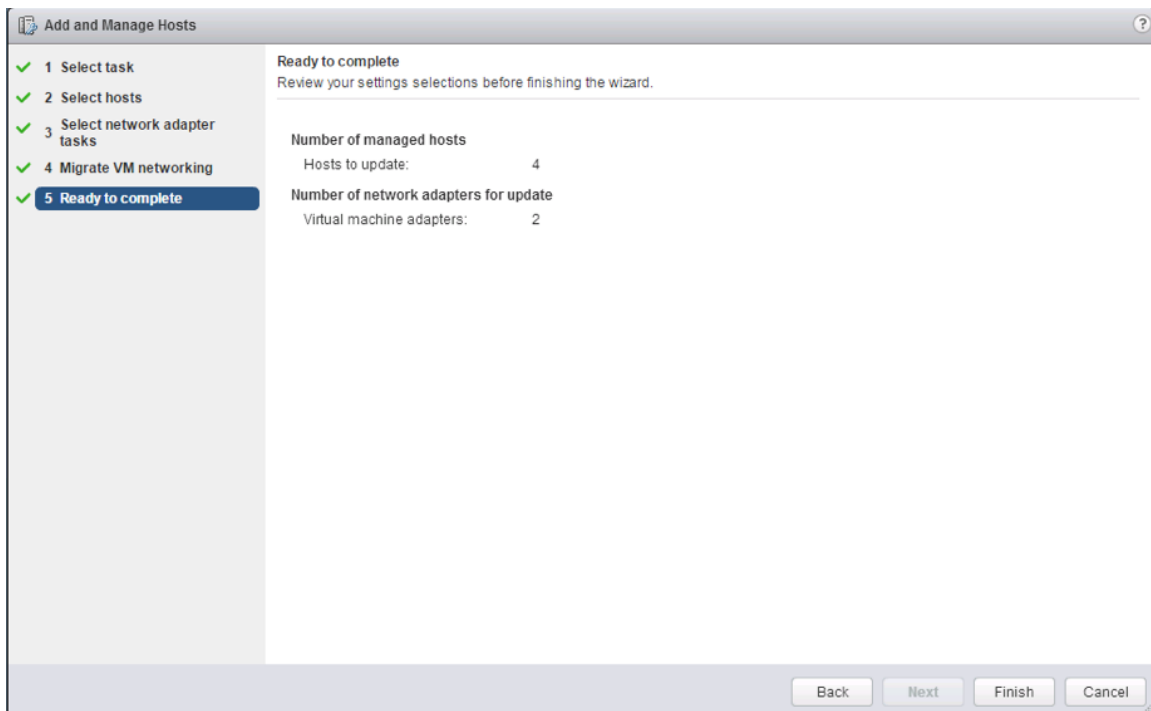 Add and Manage Hosts
?
1 Select task
2 Select hosts
3 Select network adapter
tasks
4 Migrate VM networking
5 Ready to complete
Ready to complete
Review your settings selections before finishing the wizard.
Number of managed hosts
Hosts to update: 4
Number of network adapters for update
Virtual machine adapters: 2
Back Next Finish Cancel